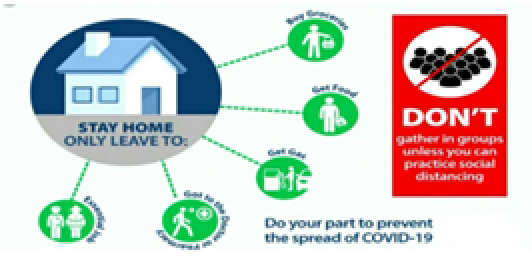 STAY HOME
ONLY LEAVE TO:
Buy Groceries
Get Food
Get Gas
Got to the Doctor or Pharmacy
Essential Job
DON'T
gather in groups
unless you can
practice social
distancing
Do your part to prevent
the spread of COVID-19